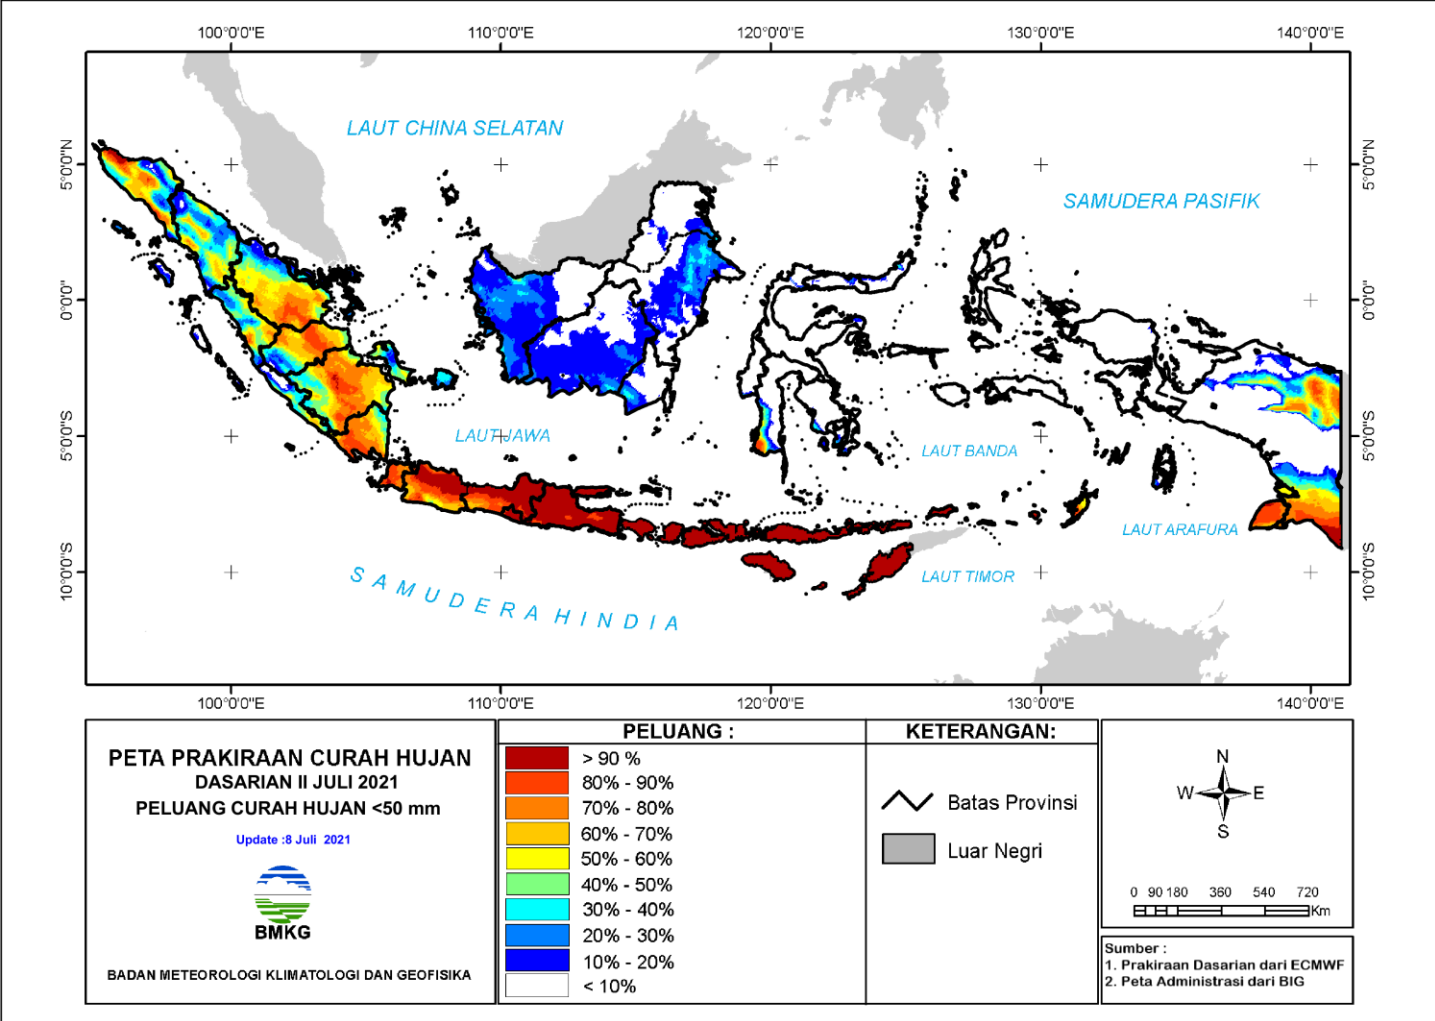 100°0'0"E 110°0'0"E 120°0'0"E 130°0'0"E 140°0'0"E
5°0'0"N 5°0'0"N
LAUT CHINA SELATAN
SAMUDERA PASIFIK
0°0'0" 0°0'0"
5°0'0"S 5°0'0"S
LAUT JAWA
LAUT BANDA
LAUT ARAFURA
10°0'0"S 10°0'0"S
LAUT TIMOR
SAMUDERA HINDIA
100°0'0"E 110°0'0"E 120°0'0"E 130°0'0"E 140°0'0"E
PETA PRAKIRAAN CURAH HUJAN
DASARIAN II JULI 2021
PELUANG CURAH HUJAN <50 mm
Update :8 Juli 2021
BMKG
BADAN METEOROLOGI KLIMATOLOGI DAN GEOFISIKA
PELUANG :
> 90 %
80% - 90%
70% - 80%
60% - 70%
50% - 60%
40% - 50%
30% - 40%
20% - 30%
10% - 20%
< 10%
KETERANGAN:
Batas Provinsi
Luar Negri
N
W E
S
0 90 180 360 540 720
Km
Sumber :
1. Prakiraan Dasarian dari ECMWF
2. Peta Administrasi dari BIG